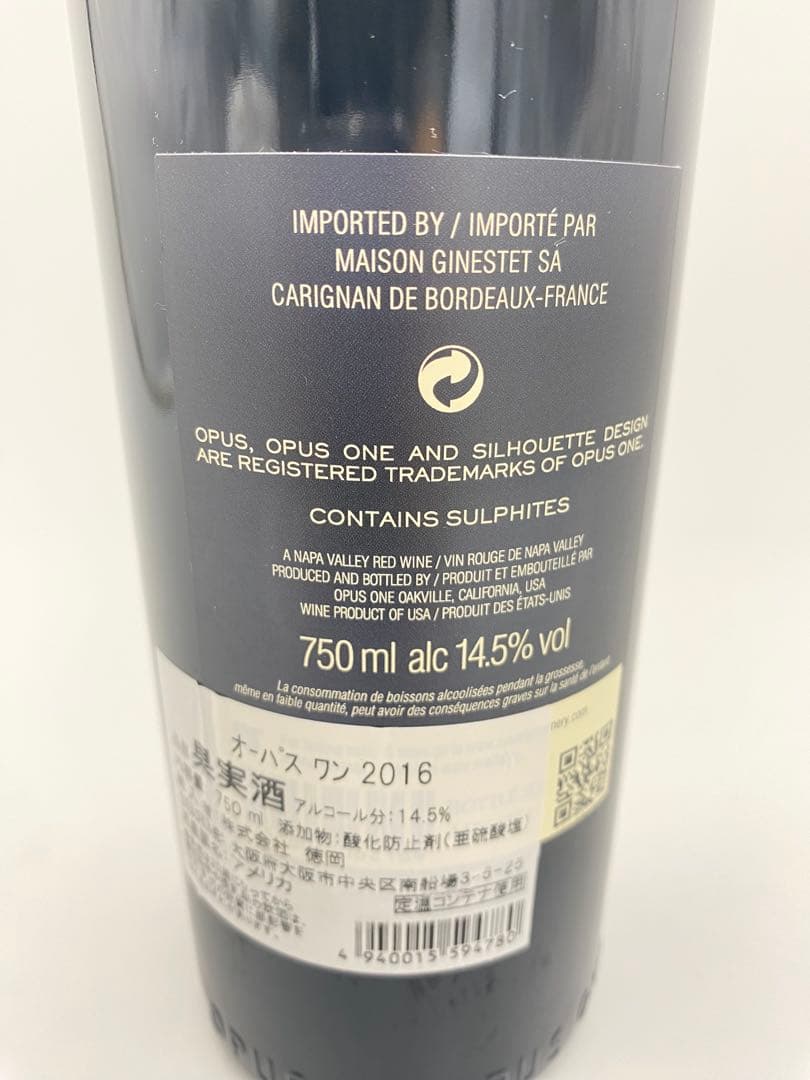 IMPORTED BY / IMPORTÉ PAR
MAISON GINESTET SA
CARIGNAN DE BORDEAUX-FRANCE
OPUS, OPUS ONE AND SILHOUETTE DESIGN
ARE REGISTERED TRADEMARKS OF OPUS ONE.
CONTAINS SULPHITES
A NAPA VALLEY RED WINE / VIN ROUGE DE NAPA VALLEY
PRODUCED AND BOTTLED BY / PRODUIT ET EMBOUTEILLÉ PAR
OPUS ONE OAKVILLE, CALIFORNIA, USA
WINE PRODUCT OF USA / PRODUIT DES ÉTATS-UNIS
750 ml alc 14.5% vol
La consommation de boissons alcoolisées pendant la grossesse,
même en faible quantité, peut avoir des conséquences graves sur la santé de l'enfant.
nery.com
オーパス ワン 2016
果実酒 アルコール分:14.5%
750 ml 添加物:酸化防止剤(亜硫酸塩)
株式会社 徳岡
大阪府大阪市中央区南船場3-5-25
アメリカ
定温コンテナ使用
4 940015 594780
OPUS